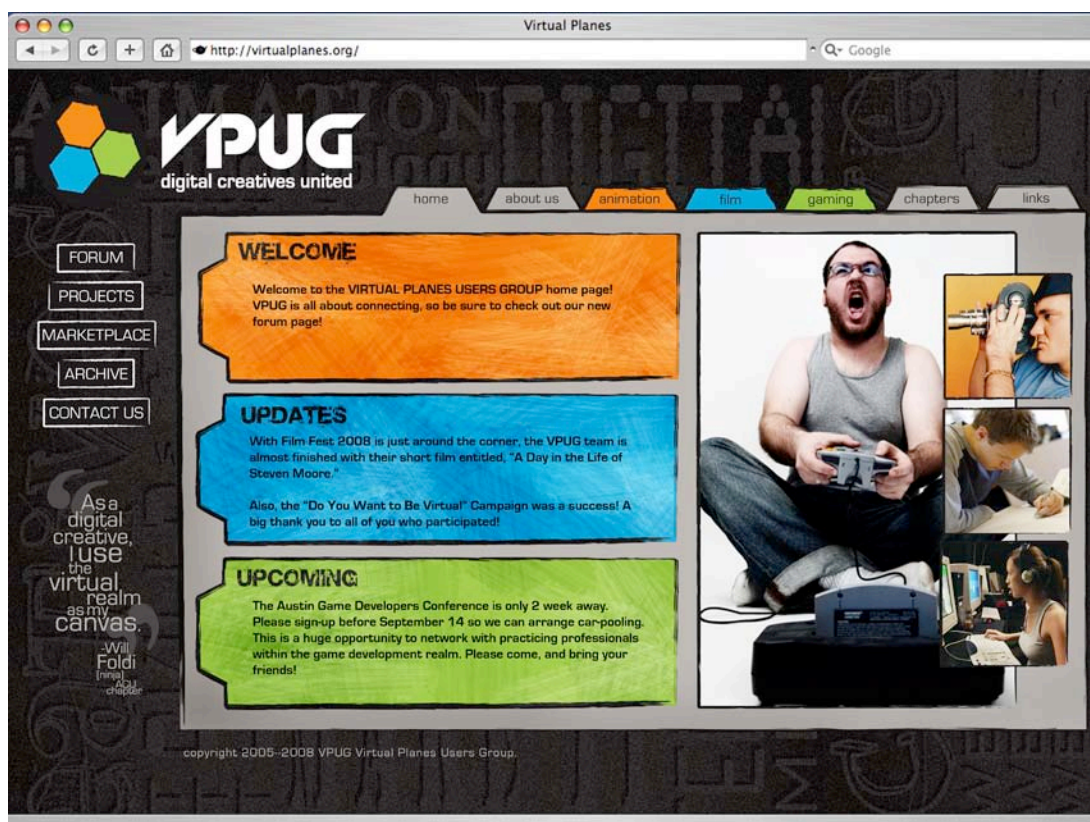 Virtual Planes
http://virtualplanes.org/
Google
ANIMATION DIGITAL
VPUG
digital creatives united
home
about us
animation
film
gaming
chapters
links
FORUM
PROJECTS
MARKETPLACE
ARCHIVE
CONTACT US
“
As a
digital
creative,
I use
the
virtual
realm
as my
canvas.
”
-Will
Foldi
[ninja]
ACU
chapter
WELCOME
Welcome to the VIRTUAL PLANES USERS GROUP home page!
VPUG is all about connecting, so be sure to check out our new
forum page!
UPDATES
With Film Fest 2008 is just around the corner, the VPUG team is
almost finished with their short film entitled, "A Day in the Life of
Steven Moore."
Also, the "Do You Want to Be Virtual" Campaign was a success! A
big thank you to all of you who participated!
UPCOMING
The Austin Game Developers Conference is only 2 week away.
Please sign-up before September 14 so we can arrange car-pooling.
This is a huge opportunity to network with practicing professionals
within the game development realm. Please come, and bring your
friends!
copyright 2005-2008 VPUG Virtual Planes Users Group.